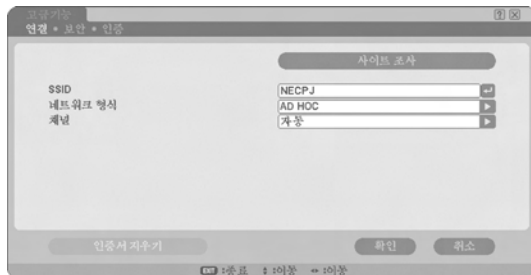 고급기능
연결 • 보안 • 인증
사이트 조사
SSID NECPJ
네트워크 형식 AD HOC
채널 자동
인증서 지우기 확인 취소
EXIT :종료 :이동 :이동